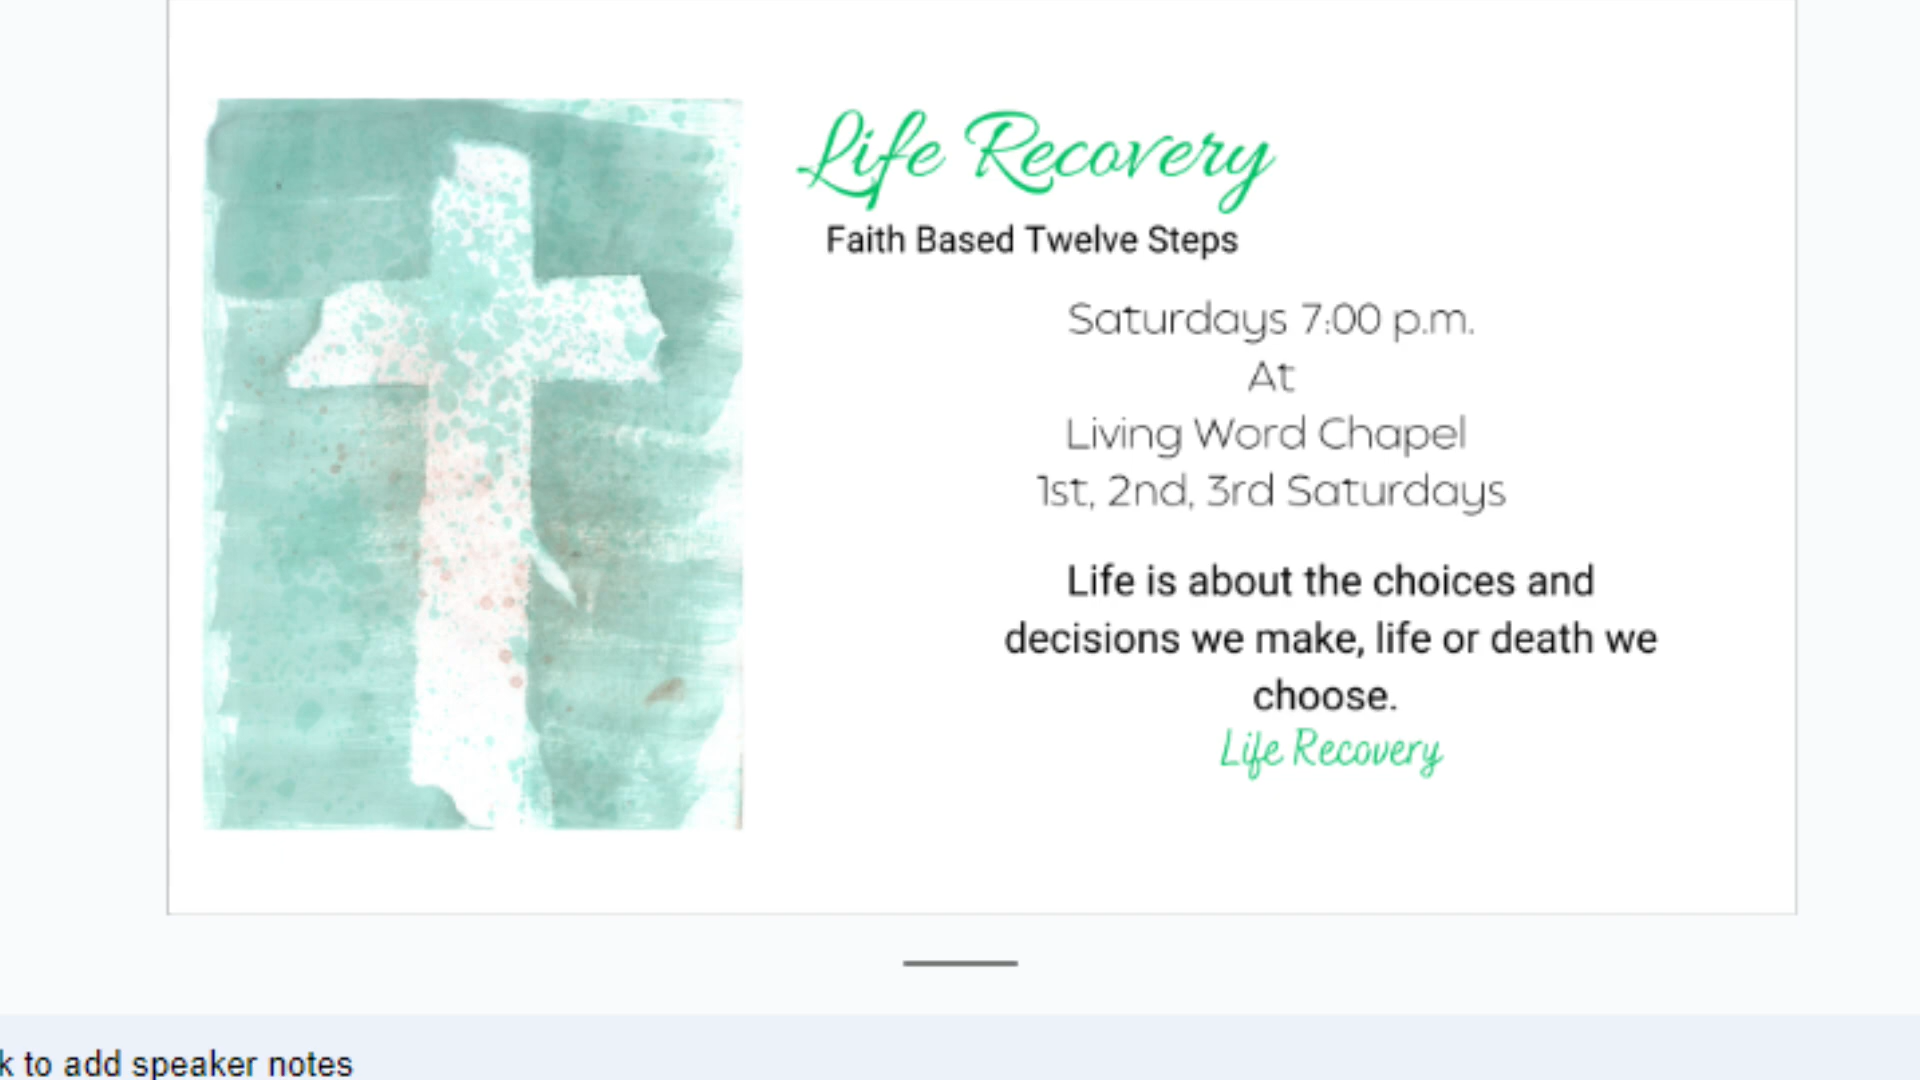 Life Recovery
Faith Based Twelve Steps
Saturdays 7:00 p.m.
At
Living Word Chapel
1st, 2nd, 3rd Saturdays
Life is about the choices and
decisions we make, life or death we
choose.
Life Recovery
k to add speaker notes